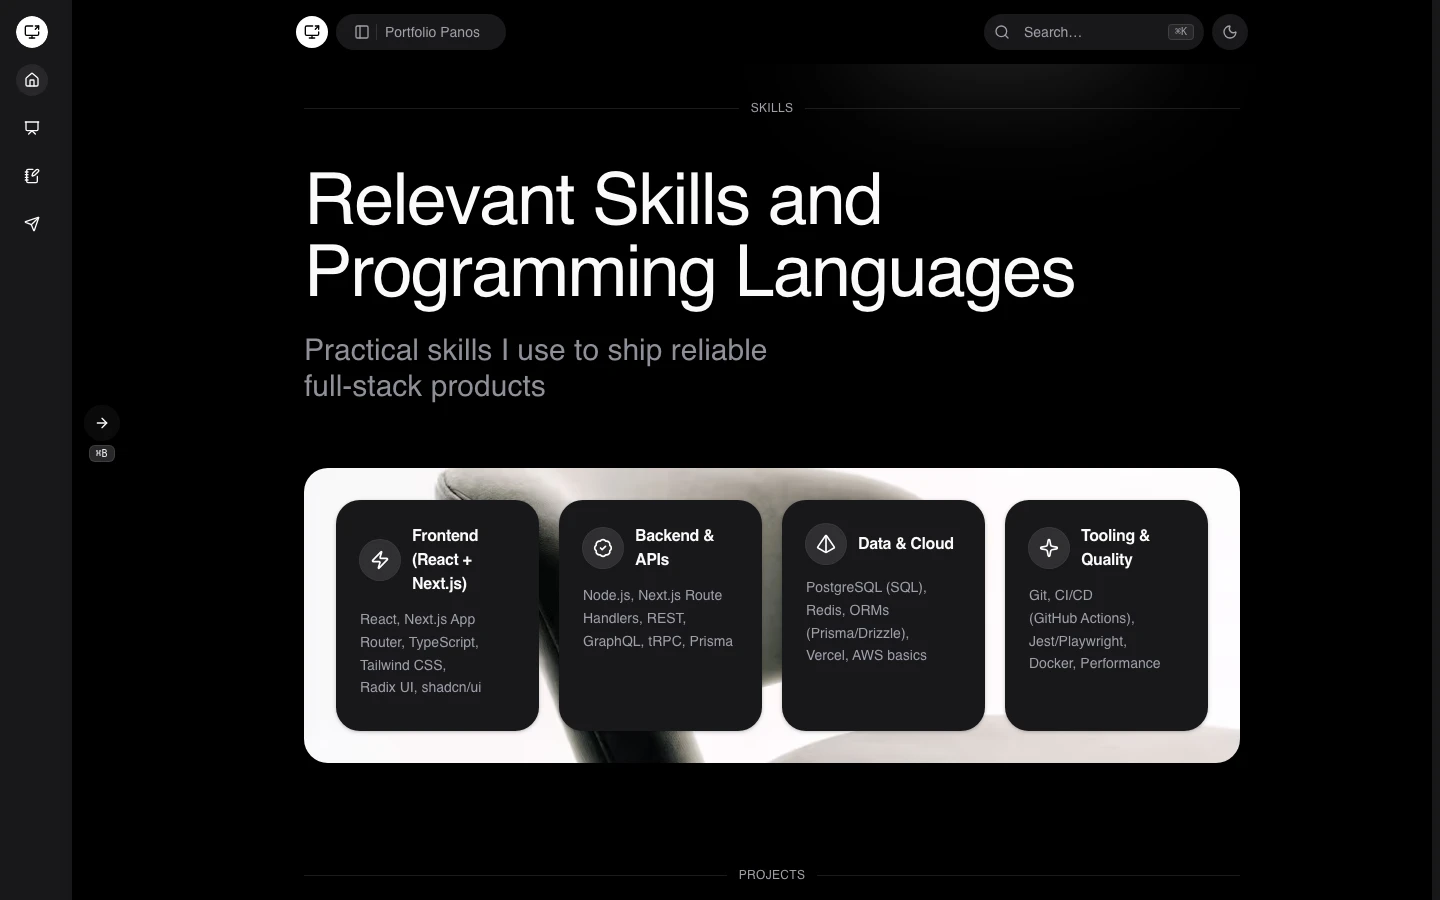 Portfolio Panos
Search…
⌘K
SKILLS
Relevant Skills and
Programming Languages
Practical skills I use to ship reliable
full-stack products
⌘B
Frontend
(React +
Next.js)
React, Next.js App
Router, TypeScript,
Tailwind CSS,
Radix UI, shadcn/ui
Backend &
APIs
Node.js, Next.js Route
Handlers, REST,
GraphQL, tRPC, Prisma
Data & Cloud
PostgreSQL (SQL),
Redis, ORMs
(Prisma/Drizzle),
Vercel, AWS basics
Tooling &
Quality
Git, CI/CD
(GitHub Actions),
Jest/Playwright,
Docker, Performance
PROJECTS